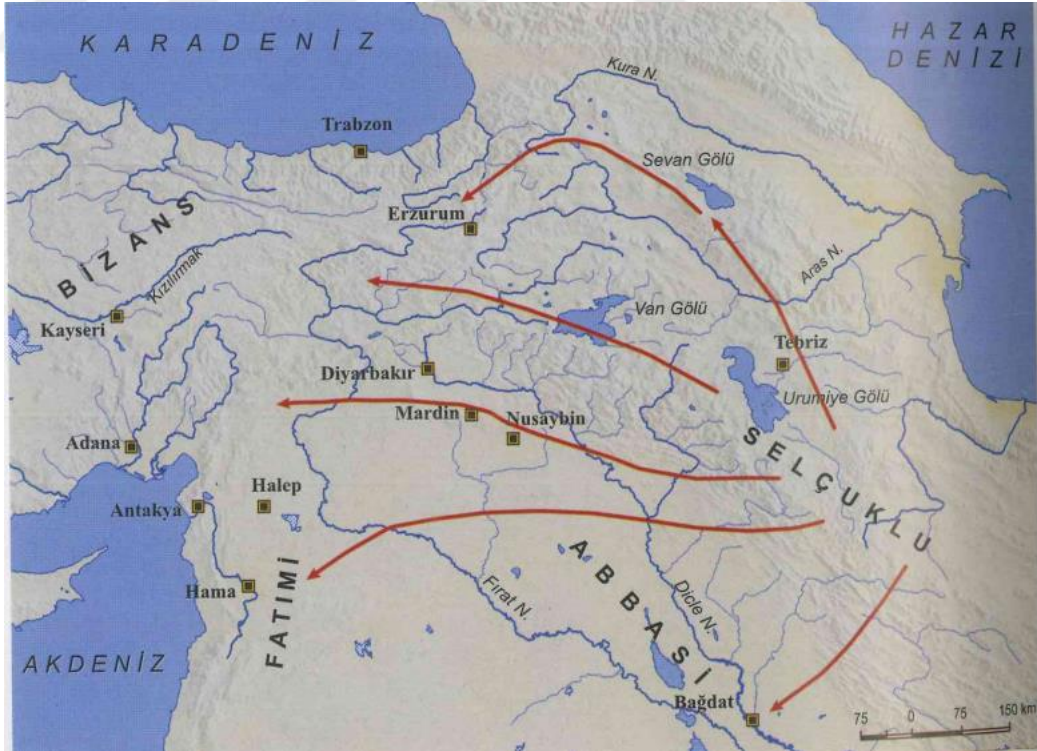 KARADENİZ
HAZAR
DENİZİ
Kura N.
Trabzon
Sevan Gölü
Erzurum
BİZANS
Kızılırmak
Aras N.
Kayseri
Van Gölü
Tebriz
Diyarbakır
Urumiye Gölü
Mardin
Nusaybin
Adana
SELÇUKLU
Halep
Antakya
ABBASİ
Hama
FATIMİ
Fırat N.
Dicle N.
AKDENİZ
Bağdat
75 0 75 150 km